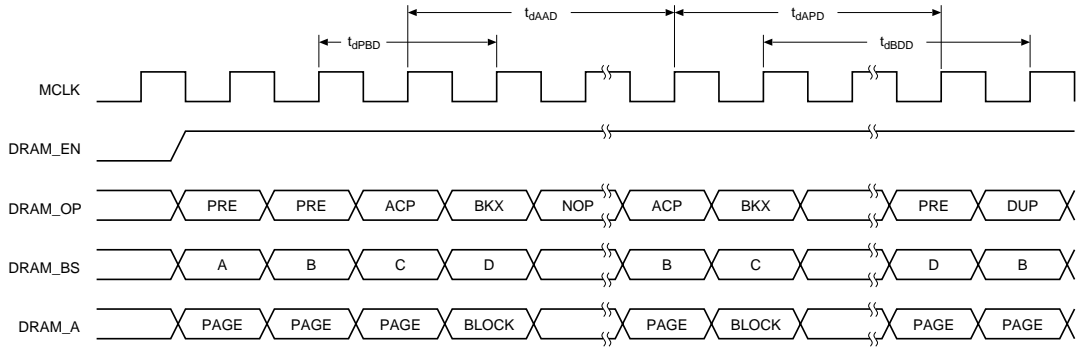 tdAAD tdAPD
tdPBD tdBDD
MCLK
DRAM_EN
DRAM_OP PRE PRE ACP BKX NOP ACP BKX PRE DUP
DRAM_BS A B C D B C D B
DRAM_A PAGE PAGE PAGE BLOCK PAGE BLOCK PAGE PAGE